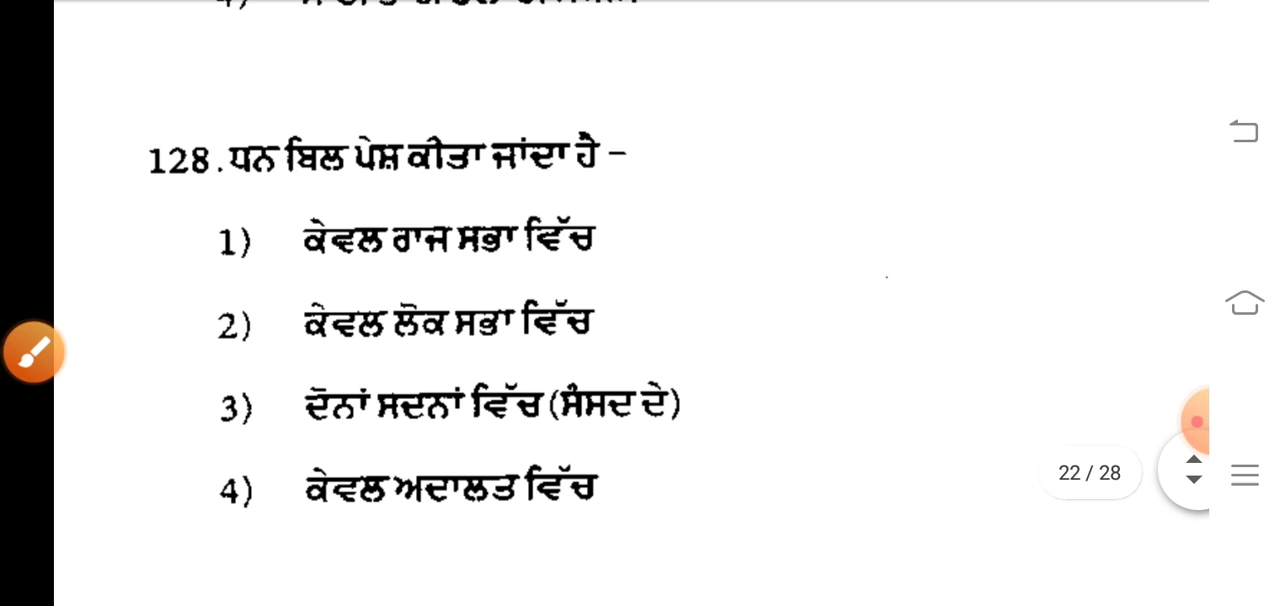 128.ਧਨ ਬਿਲ ਪੇਸ਼ ਕੀਤਾ ਜਾਂਦਾ ਹੈ –
1) ਕੇਵਲ ਰਾਜ ਸਭਾ ਵਿੱਚ
2) ਕੇਵਲ ਲੋਕ ਸਭਾ ਵਿੱਚ
3) ਦੋਨਾਂ ਸਦਨਾਂ ਵਿੱਚ (ਸੰਸਦ ਦੇ)
4) ਕੇਵਲ ਅਦਾਲਤ ਵਿੱਚ
22 / 28